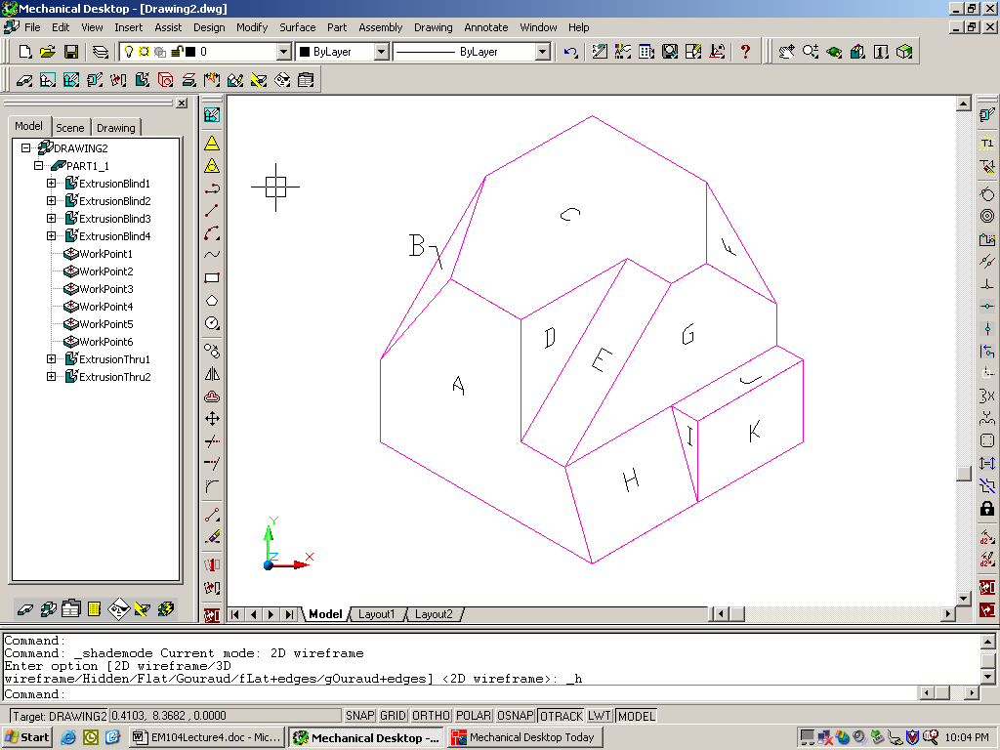 Mechanical Desktop - [Drawing2.dwg]
File Edit View Insert Assist Design Modify Surface Part Assembly Drawing Annotate Window Help
0 ByLayer ByLayer ?
Model Scene Drawing
DRAWING2
PART1_1
ExtrusionBlind1
ExtrusionBlind2
ExtrusionBlind3
ExtrusionBlind4
WorkPoint1
WorkPoint2
WorkPoint3
WorkPoint4
WorkPoint5
WorkPoint6
ExtrusionThru1
ExtrusionThru2
C
B
F
D
E
G
A
J
I
K
H
Y
Z
X
T1
3x
Model Layout1 Layout2
Command:
Command: _shademode Current mode: 2D wireframe
Enter option [2D wireframe/3D
wireframe/Hidden/Flat/Gouraud/fLat+edges/gOuraud+edges] <2D wireframe>: _h
Command:
Target: DRAWING2 0.4103, 8.3682 , 0.0000 SNAP GRID ORTHO POLAR OSNAP OTRACK LWT MODEL
Start EM104Lecture4.doc - Mic... Mechanical Desktop -... Mechanical Desktop Today 10:04 PM